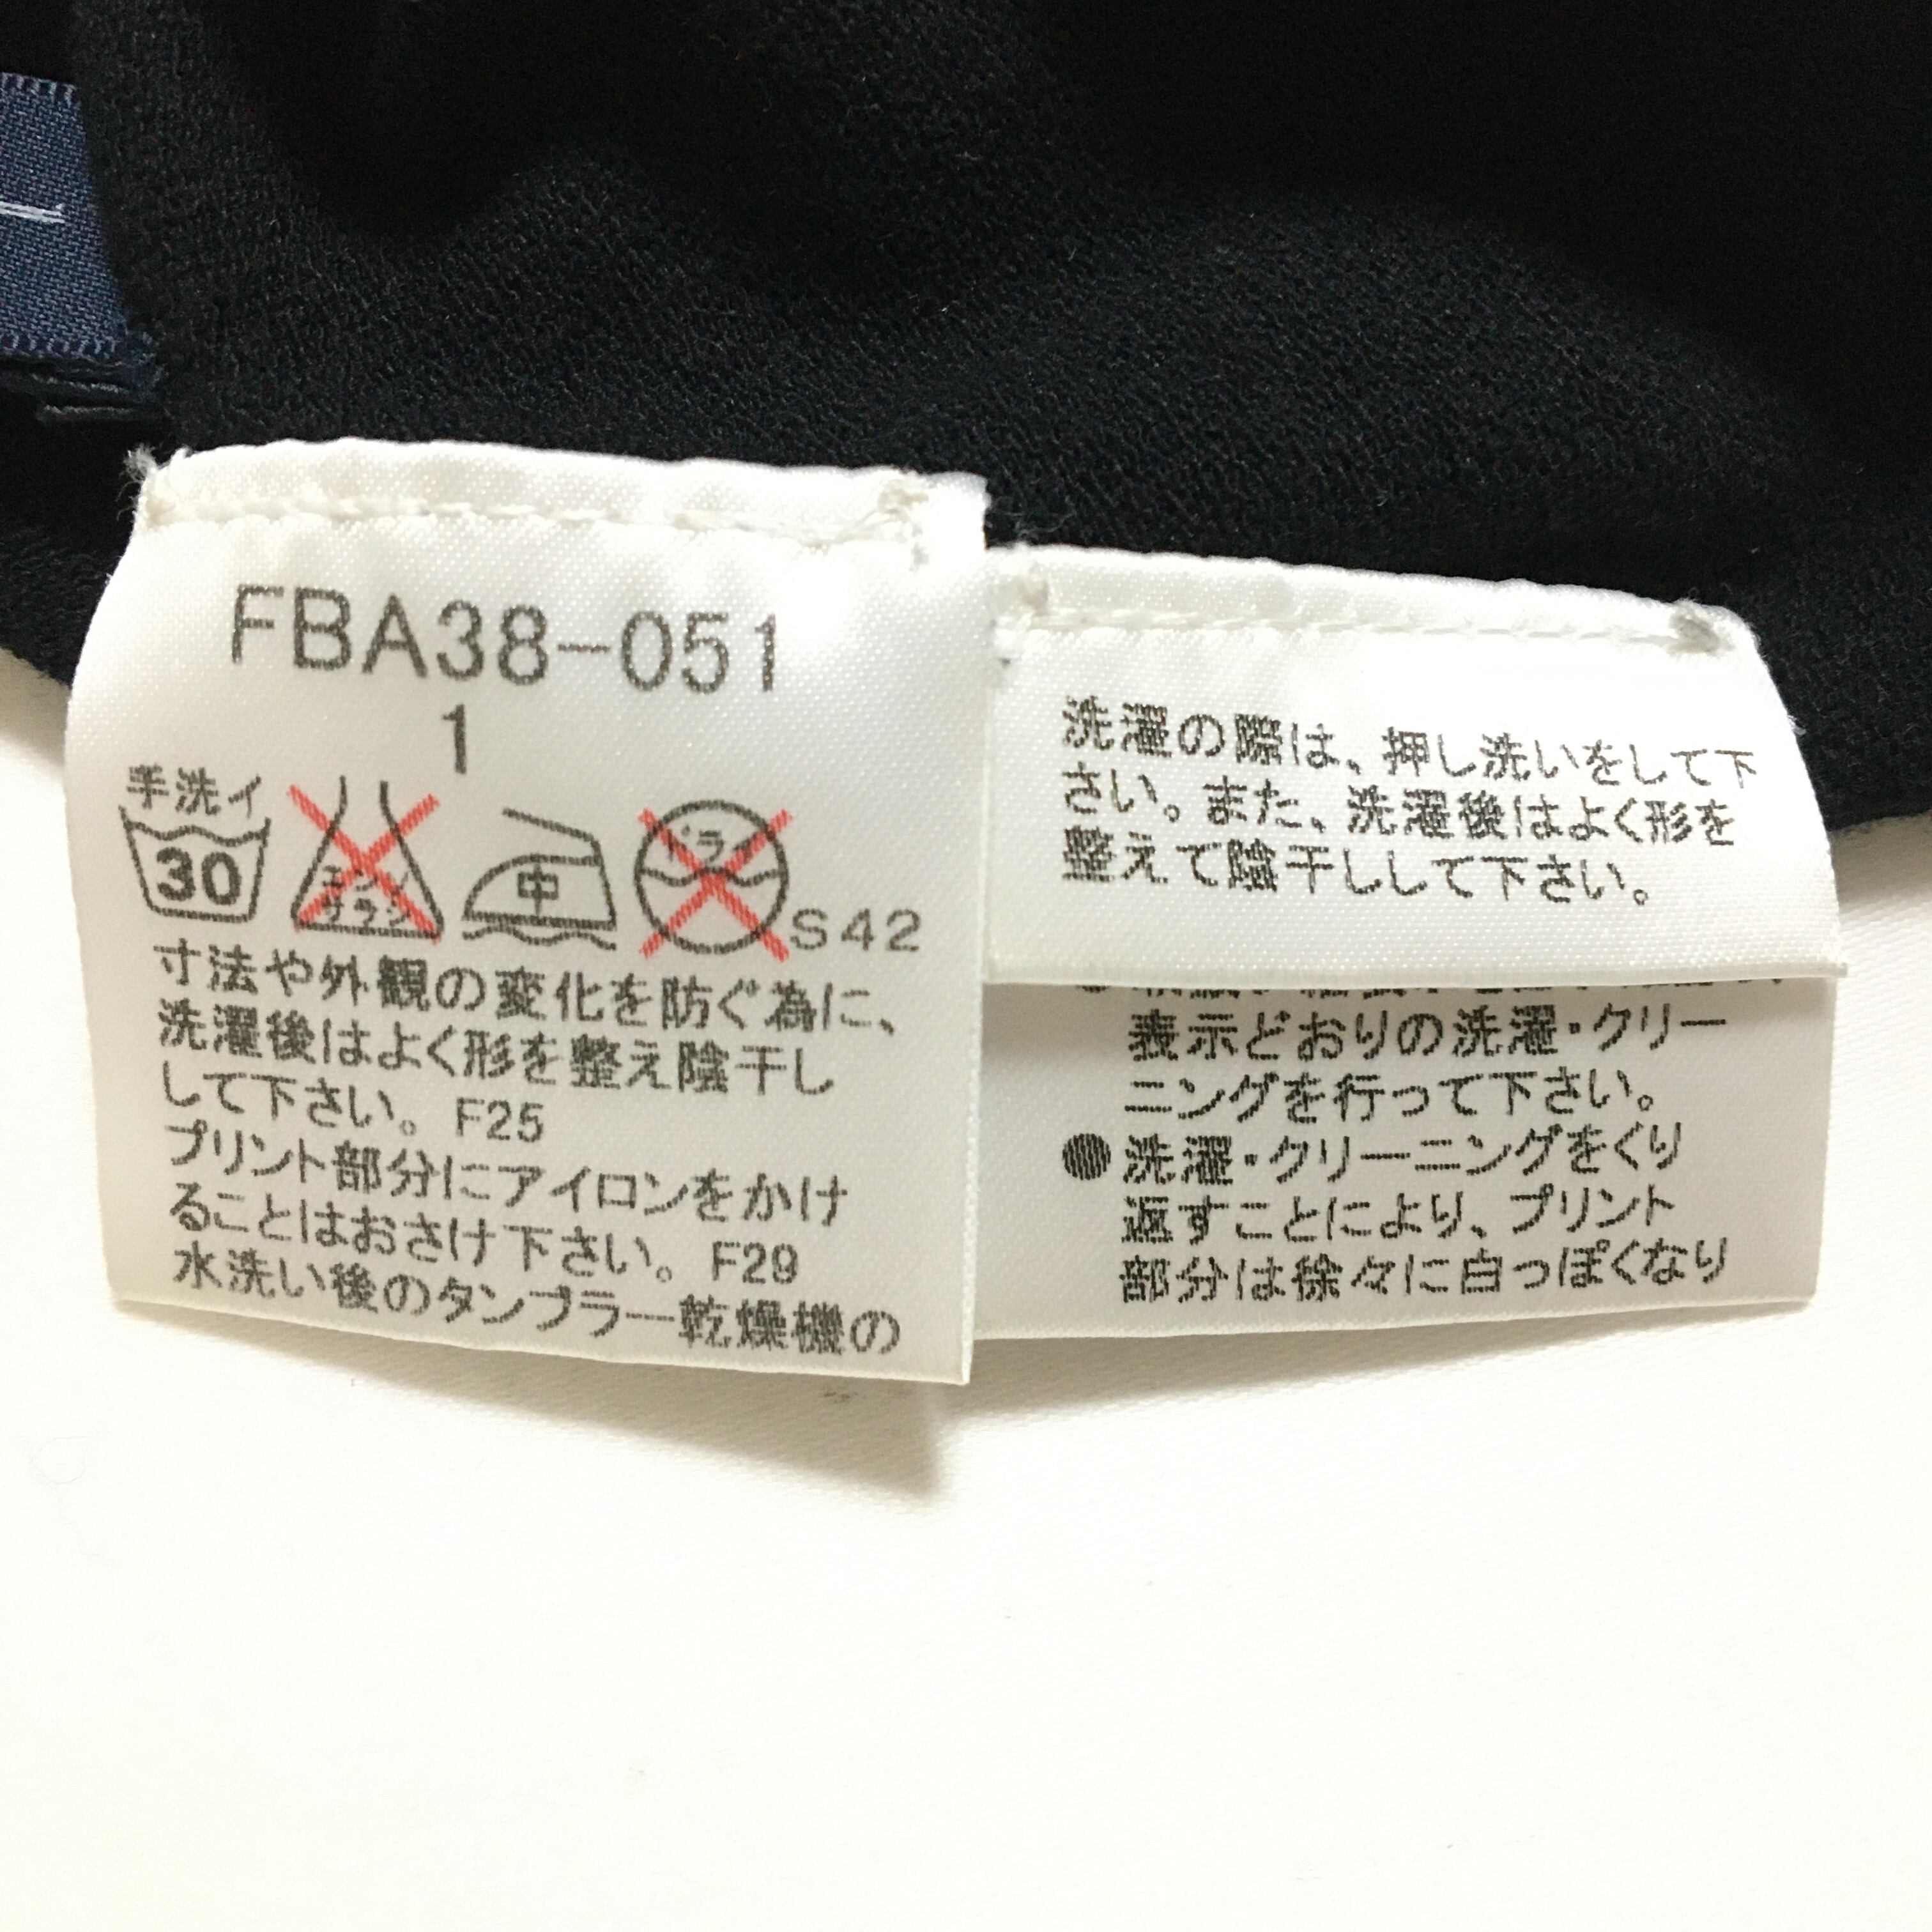 FBA38-051
1
手洗イ
30
エンソ
サラシ
中
ドライ
S42
寸法や外観の変化を防ぐ為に、
洗濯後はよく形を整え陰干し
して下さい。 F25
プリント部分にアイロンをかけ
ることはおさけ下さい。 F29
水洗い後のタンブラー乾燥機の
洗濯の際は、押し洗いをして下
さい。また、洗濯後はよく形を
整えて陰干しして下さい。
表示どおりの洗濯・クリー
ニングを行って下さい。
●洗濯・クリーニングをくり
返すことにより、プリント
部分は徐々に白っぽくなり